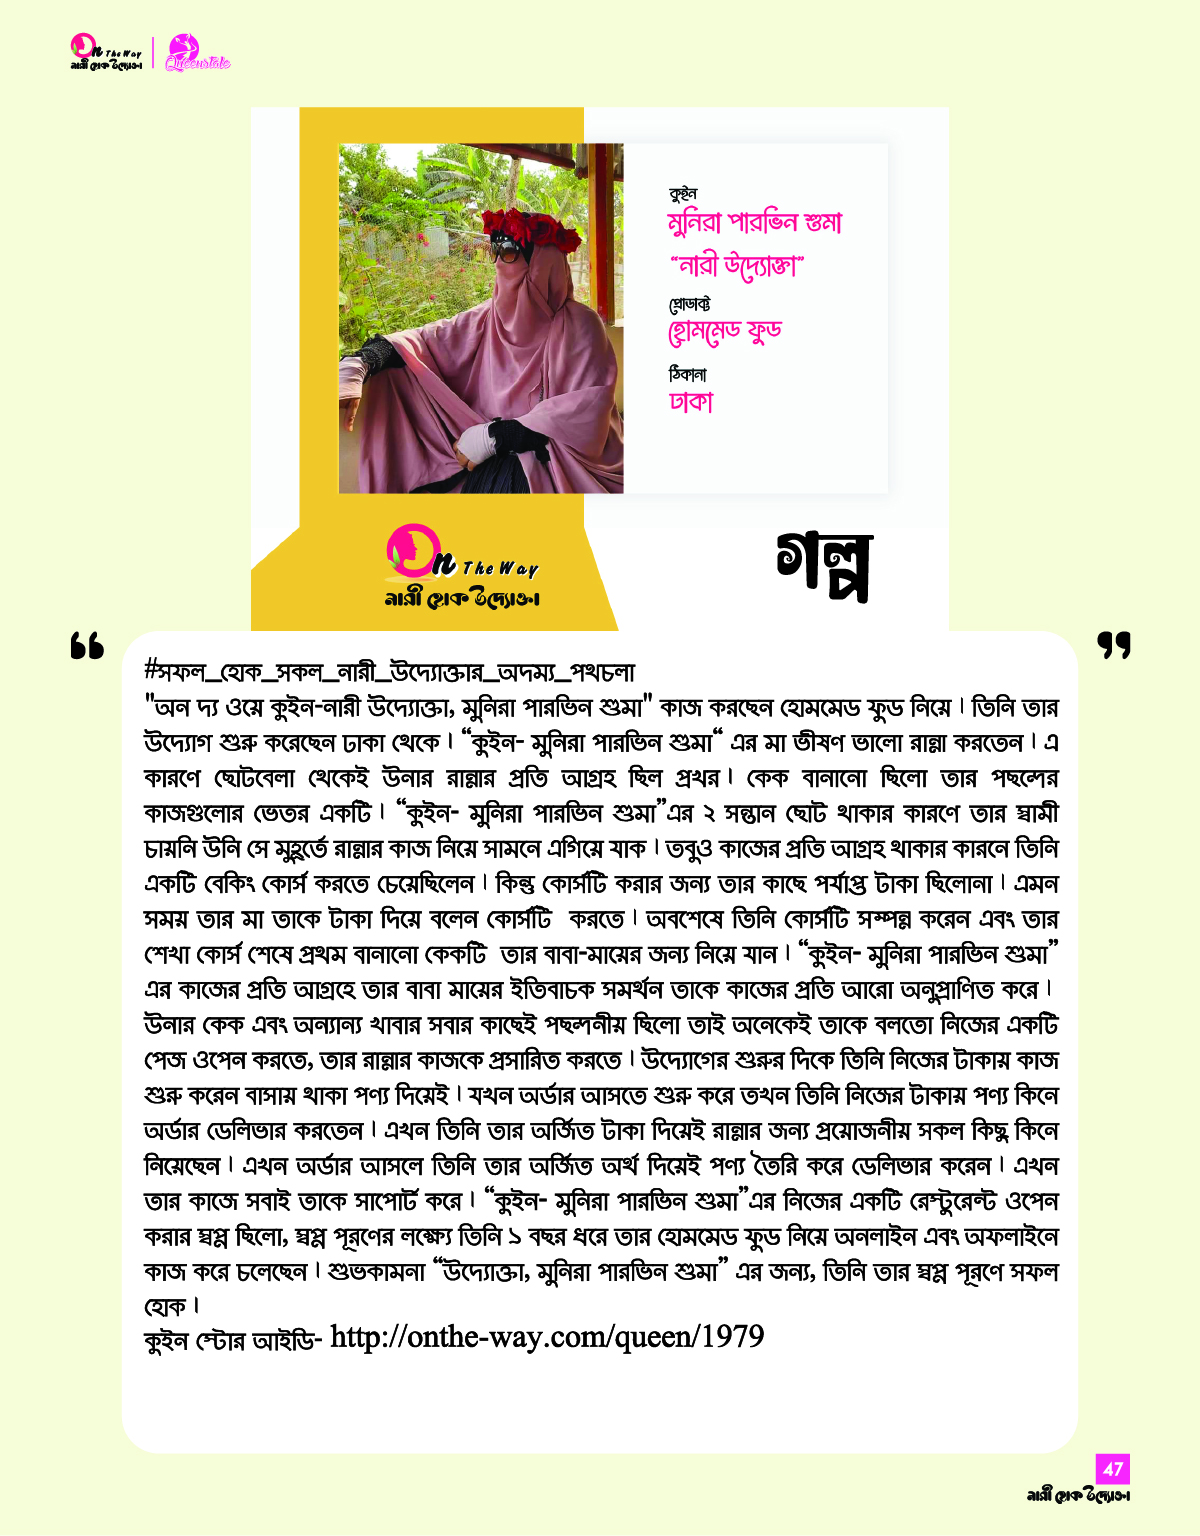 On The Way
নারী হোক উদ্যোক্তা
Queenstale
কুইন
মুনিরা পারভিন শুমা
“নারী উদ্যোক্তা”
প্রোডাক্ট
হোমমেড ফুড
ঠিকানা
ঢাকা
On The Way
নারী হোক উদ্যোক্তা
গল্প
#সফল_হোক_সকল_নারী_উদ্যোক্তার_অদম্য_পথচলা
"অন দ্য ওয়ে কুইন-নারী উদ্যোক্তা, মুনিরা পারভিন শুমা" কাজ করছেন হোমমেড ফুড নিয়ে। তিনি তার
উদ্যোগ শুরু করেছেন ঢাকা থেকে। “কুইন- মুনিরা পারভিন শুমা“ এর মা ভীষণ ভালো রান্না করতেন। এ
কারণে ছোটবেলা থেকেই উনার রান্নার প্রতি আগ্রহ ছিল প্রখর। কেক বানানো ছিলো তার পছন্দের
কাজগুলোর ভেতর একটি। “কুইন- মুনিরা পারভিন শুমা”এর ২ সন্তান ছোট থাকার কারণে তার স্বামী
চায়নি উনি সে মুহূর্তে রান্নার কাজ নিয়ে সামনে এগিয়ে যাক। তবুও কাজের প্রতি আগ্রহ থাকার কারনে তিনি
একটি বেকিং কোর্স করতে চেয়েছিলেন। কিন্তু কোর্সটি করার জন্য তার কাছে পর্যাপ্ত টাকা ছিলোনা। এমন
সময় তার মা তাকে টাকা দিয়ে বলেন কোর্সটি করতে। অবশেষে তিনি কোর্সটি সম্পন্ন করেন এবং তার
শেখা কোর্স শেষে প্রথম বানানো কেকটি তার বাবা-মায়ের জন্য নিয়ে যান। “কুইন- মুনিরা পারভিন শুমা”
এর কাজের প্রতি আগ্রহে তার বাবা মায়ের ইতিবাচক সমর্থন তাকে কাজের প্রতি আরো অনুপ্রাণিত করে।
উনার কেক এবং অন্যান্য খাবার সবার কাছেই পছন্দনীয় ছিলো তাই অনেকেই তাকে বলতো নিজের একটি
পেজ ওপেন করতে, তার রান্নার কাজকে প্রসারিত করতে। উদ্যোগের শুরুর দিকে তিনি নিজের টাকায় কাজ
শুরু করেন বাসায় থাকা পণ্য দিয়েই। যখন অর্ডার আসতে শুরু করে তখন তিনি নিজের টাকায় পণ্য কিনে
অর্ডার ডেলিভার করতেন। এখন তিনি তার অর্জিত টাকা দিয়েই রান্নার জন্য প্রয়োজনীয় সকল কিছু কিনে
নিয়েছেন। এখন অর্ডার আসলে তিনি তার অর্জিত অর্থ দিয়েই পণ্য তৈরি করে ডেলিভার করেন। এখন
তার কাজে সবাই তাকে সাপোর্ট করে। “কুইন- মুনিরা পারভিন শুমা”এর নিজের একটি রেস্টুরেন্ট ওপেন
করার স্বপ্ন ছিলো, স্বপ্ন পূরণের লক্ষ্যে তিনি ১ বছর ধরে তার হোমমেড ফুড নিয়ে অনলাইন এবং অফলাইনে
কাজ করে চলেছেন। শুভকামনা “উদ্যোক্তা, মুনিরা পারভিন শুমা” এর জন্য, তিনি তার স্বপ্ন পূরণে সফল
হোক।
কুইন স্টোর আইডি- http://onthe-way.com/queen/1979
47
নারী হোক উদ্যোক্তা